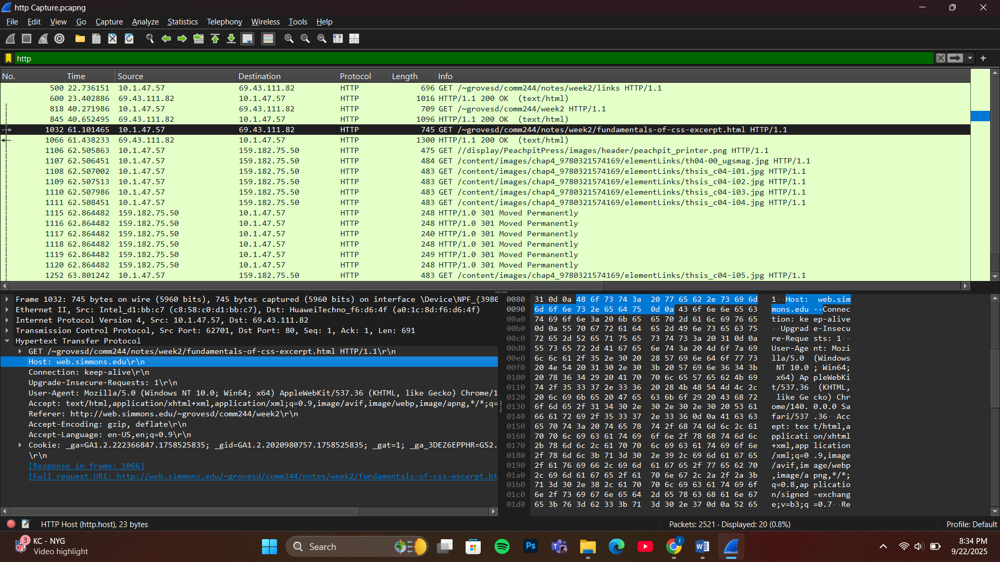 http Capture.pcapng
File Edit View Go Capture Analyze Statistics Telephony Wireless Tools Help
http
No. Time Source Destination Protocol Length Info
500 22.736151 10.1.47.57 69.43.111.82 HTTP 696 GET /~grovesd/comm244/notes/week2/links HTTP/1.1
600 23.402886 69.43.111.82 10.1.47.57 HTTP 1016 HTTP/1.1 200 OK (text/html)
818 40.271986 10.1.47.57 69.43.111.82 HTTP 709 GET /~grovesd/comm244/week2 HTTP/1.1
845 40.652495 69.43.111.82 10.1.47.57 HTTP 1096 HTTP/1.1 200 OK (text/html)
1032 61.101465 10.1.47.57 69.43.111.82 HTTP 745 GET /~grovesd/comm244/notes/week2/fundamentals-of-css-excerpt.html HTTP/1.1
1066 61.438233 69.43.111.82 10.1.47.57 HTTP 1300 HTTP/1.1 200 OK (text/html)
1106 62.505863 10.1.47.57 159.182.75.50 HTTP 475 GET //display/PeachpitPress/images/header/peachpit_printer.png HTTP/1.1
1107 62.506451 10.1.47.57 159.182.75.50 HTTP 484 GET /content/images/chap4_9780321574169/elementLinks/th04-00_ugsmag.jpg HTTP/1.1
1108 62.507002 10.1.47.57 159.182.75.50 HTTP 483 GET /content/images/chap4_9780321574169/elementLinks/thsis_c04-i01.jpg HTTP/1.1
1109 62.507513 10.1.47.57 159.182.75.50 HTTP 483 GET /content/images/chap4_9780321574169/elementLinks/thsis_c04-i02.jpg HTTP/1.1
1110 62.507986 10.1.47.57 159.182.75.50 HTTP 483 GET /content/images/chap4_9780321574169/elementLinks/thsis_c04-i03.jpg HTTP/1.1
1111 62.508451 10.1.47.57 159.182.75.50 HTTP 483 GET /content/images/chap4_9780321574169/elementLinks/thsis_c04-i04.jpg HTTP/1.1
1115 62.864482 159.182.75.50 10.1.47.57 HTTP 248 HTTP/1.0 301 Moved Permanently
1116 62.864482 159.182.75.50 10.1.47.57 HTTP 248 HTTP/1.0 301 Moved Permanently
1117 62.864482 159.182.75.50 10.1.47.57 HTTP 240 HTTP/1.0 301 Moved Permanently
1118 62.864482 159.182.75.50 10.1.47.57 HTTP 248 HTTP/1.0 301 Moved Permanently
1119 62.864482 159.182.75.50 10.1.47.57 HTTP 249 HTTP/1.0 301 Moved Permanently
1120 62.864482 159.182.75.50 10.1.47.57 HTTP 248 HTTP/1.0 301 Moved Permanently
1252 63.801242 10.1.47.57 159.182.75.50 HTTP 483 GET /content/images/chap4_9780321574169/elementLinks/thsis_c04-i05.jpg HTTP/1.1
Frame 1032: 745 bytes on wire (5960 bits), 745 bytes captured (5960 bits) on interface \Device\NPF_{3980
Ethernet II, Src: Intel_d1:bb:c7 (c8:58:c0:d1:bb:c7), Dst: HuaweiTechno_f6:d6:4f (a0:1c:8d:f6:d6:4f)
Internet Protocol Version 4, Src: 10.1.47.57, Dst: 69.43.111.82
Transmission Control Protocol, Src Port: 62701, Dst Port: 80, Seq: 1, Ack: 1, Len: 691
Hypertext Transfer Protocol
GET /~grovesd/comm244/notes/week2/fundamentals-of-css-excerpt.html HTTP/1.1\r\n
Host: web.simmons.edu\r\n
Connection: keep-alive\r\n
Upgrade-Insecure-Requests: 1\r\n
User-Agent: Mozilla/5.0 (Windows NT 10.0; Win64; x64) AppleWebKit/537.36 (KHTML, like Gecko) Chrome/1
Accept: text/html,application/xhtml+xml,application/xml;q=0.9,image/avif,image/webp,image/apng,*/*;q=
Referer: http://web.simmons.edu/~grovesd/comm244/week2\r\n
Accept-Encoding: gzip, deflate\r\n
Accept-Language: en-US,en;q=0.9\r\n
Cookie: _ga=GA1.2.222366847.1758525835; _gid=GA1.2.2020980757.1758525835; _gat=1; _ga_3DEZ6EPPHR=GS2.
\r\n
[Response in frame: 1066]
[Full request URI: http://web.simmons.edu/~grovesd/comm244/notes/week2/fundamentals-of-css-excerpt.ht
0080 31 0d 0a 48 6f 73 74 3a 20 77 65 62 2e 73 69 6d 1··Host: web.sim
0090 6d 6f 6e 73 2e 65 64 75 0d 0a 43 6f 6e 6e 65 63 mons.edu ··Connec
00a0 74 69 6f 6e 3a 20 6b 65 65 70 2d 61 6c 69 76 65 tion: ke ep-alive
00b0 0d 0a 55 70 67 72 61 64 65 2d 49 6e 73 65 63 75 ··Upgrad e-Insecu
00c0 72 65 2d 52 65 71 75 65 73 74 73 3a 20 31 0d 0a re-Reque sts: 1··
00d0 55 73 65 72 2d 41 67 65 6e 74 3a 20 4d 6f 7a 69 User-Age nt: Mozi
00e0 6c 6c 61 2f 35 2e 30 20 28 57 69 6e 64 6f 77 73 lla/5.0 (Windows
00f0 20 4e 54 20 31 30 2e 30 3b 20 57 69 6e 36 34 3b NT 10.0 ; Win64;
0100 20 78 36 34 29 20 41 70 70 6c 65 57 65 62 4b 69 x64) Ap pleWebKi
0110 74 2f 35 33 37 2e 33 36 20 28 4b 48 54 4d 4c 2c t/537.36 (KHTML,
0120 20 6c 69 6b 65 20 47 65 63 6b 6f 29 20 43 68 72 like Ge cko) Chr
0130 6f 6d 65 2f 31 34 30 2e 30 2e 30 2e 30 20 53 61 ome/140. 0.0.0 Sa
0140 66 61 72 69 2f 35 33 37 2e 33 36 0d 0a 41 63 63 fari/537 .36··Acc
0150 65 70 74 3a 20 74 65 78 74 2f 68 74 6d 6c 2c 61 ept: tex t/html,a
0160 70 70 6c 69 63 61 74 69 6f 6e 2f 78 68 74 6d 6c pplicati on/xhtml
0170 2b 78 6d 6c 2c 61 70 70 6c 69 63 61 74 69 6f 6e +xml,app lication
0180 2f 78 6d 6c 3b 71 3d 30 2e 39 2c 69 6d 61 67 65 /xml;q=0 .9,image
0190 2f 61 76 69 66 2c 69 6d 61 67 65 2f 77 65 62 70 /avif,im age/webp
01a0 2c 69 6d 61 67 65 2f 61 70 6e 67 2c 2a 2f 2a 3b ,image/a png,*/*;
01b0 71 3d 30 2e 38 2c 61 70 70 6c 69 63 61 74 69 6f q=0.8,ap plicatio
01c0 6e 2f 73 69 67 6e 65 64 2d 65 78 63 68 61 6e 67 n/signed -exchang
01d0 65 3b 76 3d 62 33 3b 71 3d 30 2e 37 0d 0a 52 65 e;v=b3;q =0.7··Re
HTTP Host (http.host), 23 bytes Packets: 2521 · Displayed: 20 (0.8%) Profile: Default
NFL 3 KC - NYG
Video highlight
Search
Ps
8:34 PM
9/22/2025